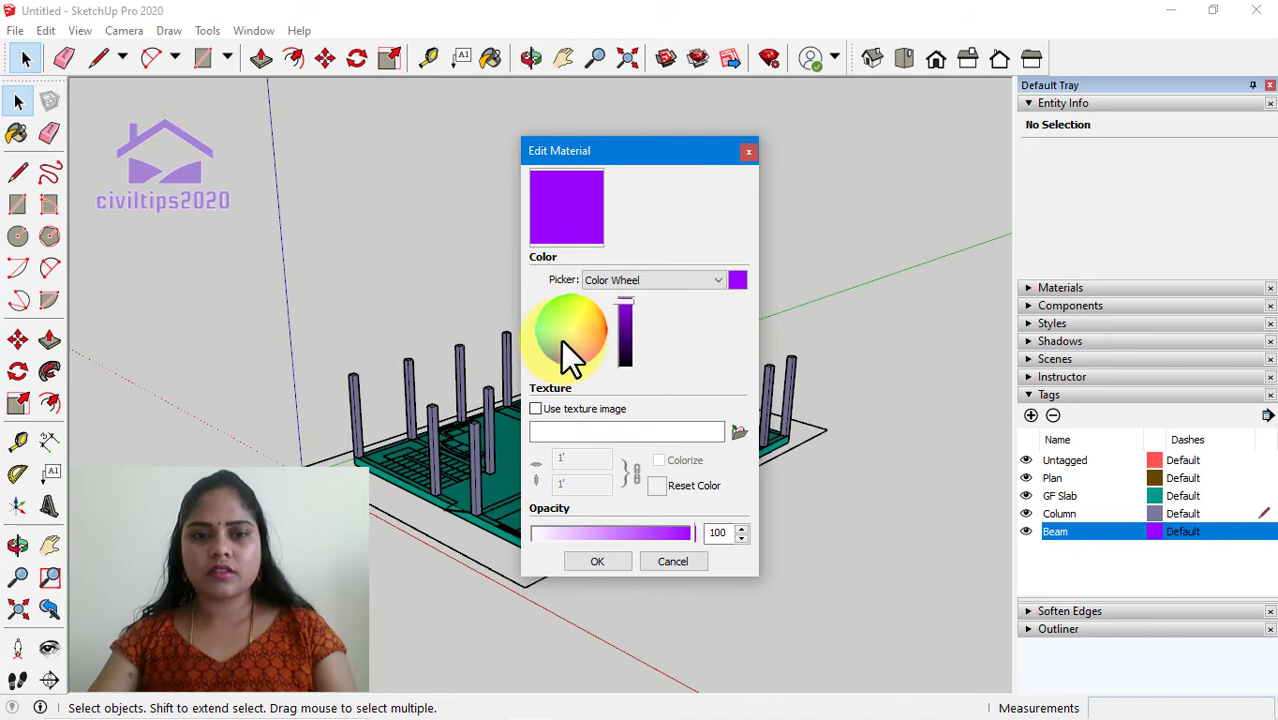 Untitled - SketchUp Pro 2020
File Edit View Camera Draw Tools Window Help
A1
Default Tray
Entity Info
No Selection
civiltips2020
Edit Material
Color
Picker: Color Wheel
Texture
Use texture image
1'
1'
Colorize
Reset Color
Opacity
100
OK Cancel
Materials
Components
Styles
Shadows
Scenes
Instructor
Tags
Name Dashes
Untagged Default
Plan Default
GF Slab Default
Column Default
Beam Default
Soften Edges
Outliner
A1
Select objects. Shift to extend select. Drag mouse to select multiple.
Measurements